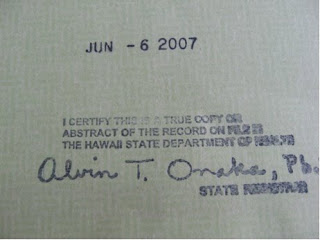 JUN - 6 2007
I CERTIFY THIS IS A TRUE COPY OR
ABSTRACT OF THE RECORD ON FILE IN
THE HAWAII STATE DEPARTMENT OF HEALTH
Alvin T. Onaka, Ph.
STATE REGISTRAR